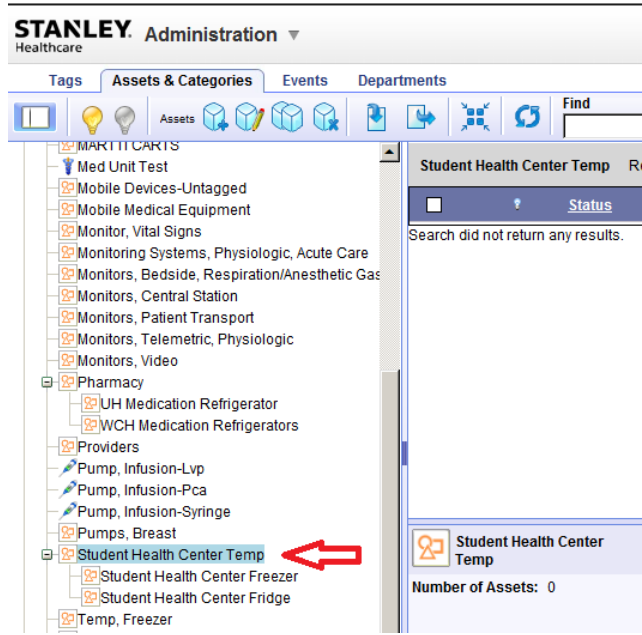 STANLEY. Administration
Healthcare
Tags Assets & Categories Events Departments
Assets
Find
MARTTI CARTS
Med Unit Test
Mobile Devices-Untagged
Mobile Medical Equipment
Monitor, Vital Signs
Monitoring Systems, Physiologic, Acute Care
Monitors, Bedside, Respiration/Anesthetic Gas
Monitors, Central Station
Monitors, Patient Transport
Monitors, Telemetric, Physiologic
Monitors, Video
Pharmacy
UH Medication Refrigerator
WCH Medication Refrigerators
Providers
Pump, Infusion-Lvp
Pump, Infusion-Pca
Pump, Infusion-Syringe
Pumps, Breast
Student Health Center Temp
Student Health Center Freezer
Student Health Center Fridge
Temp, Freezer
Student Health Center Temp
Status
Search did not return any results.
Student Health Center
Temp
Number of Assets: 0